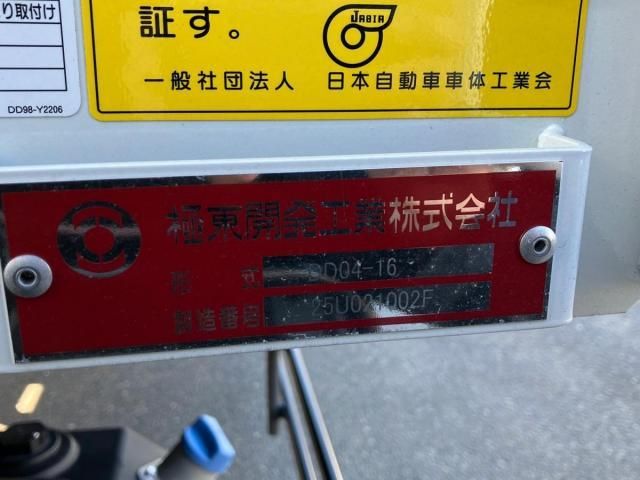 り取付け
DD98-Y2206
証す。
JABIA
一般社団法人 日本自動車車体工業会
極東開発工業株式会社
形 式 DD04-16
製造番号 25U021002F